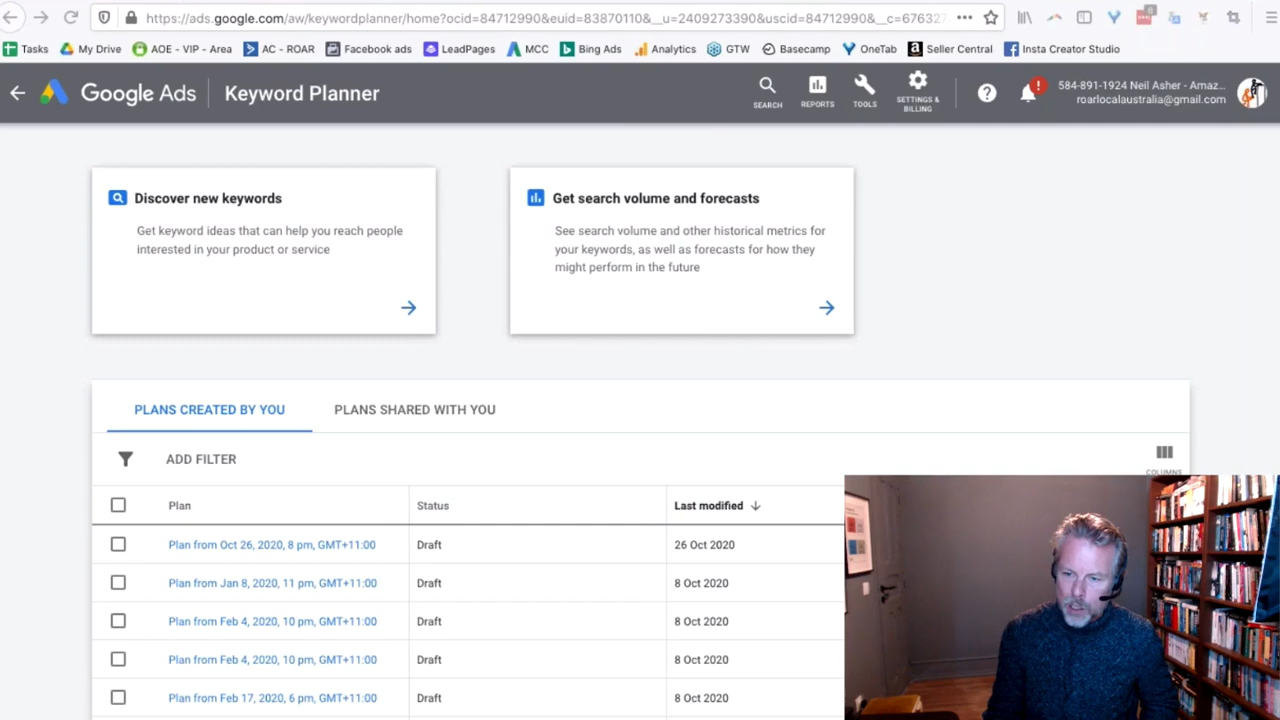 https://ads.google.com/aw/keywordplanner/home?ocid=84712990&euid=83870110&__u=2409273390&uscid=84712990&__c=67632
Tasks My Drive AOE - VIP - Area AC - ROAR Facebook ads LeadPages MCC Bing Ads Analytics GTW Basecamp OneTab Seller Central Insta Creator Studio
Google Ads Keyword Planner SEARCH REPORTS TOOLS SETTINGS & BILLING 584-891-1924 Neil Asher - Amaz...
roarlocalaustralia@gmail.com
Discover new keywords
Get keyword ideas that can help you reach people
interested in your product or service
Get search volume and forecasts
See search volume and other historical metrics for
your keywords, as well as forecasts for how they
might perform in the future
PLANS CREATED BY YOU PLANS SHARED WITH YOU
ADD FILTER
COLUMNS
Plan Status Last modified
Plan from Oct 26, 2020, 8 pm, GMT+11:00 Draft 26 Oct 2020
Plan from Jan 8, 2020, 11 pm, GMT+11:00 Draft 8 Oct 2020
Plan from Feb 4, 2020, 10 pm, GMT+11:00 Draft 8 Oct 2020
Plan from Feb 4, 2020, 10 pm, GMT+11:00 Draft 8 Oct 2020
Plan from Feb 17, 2020, 6 pm, GMT+11:00 Draft 8 Oct 2020